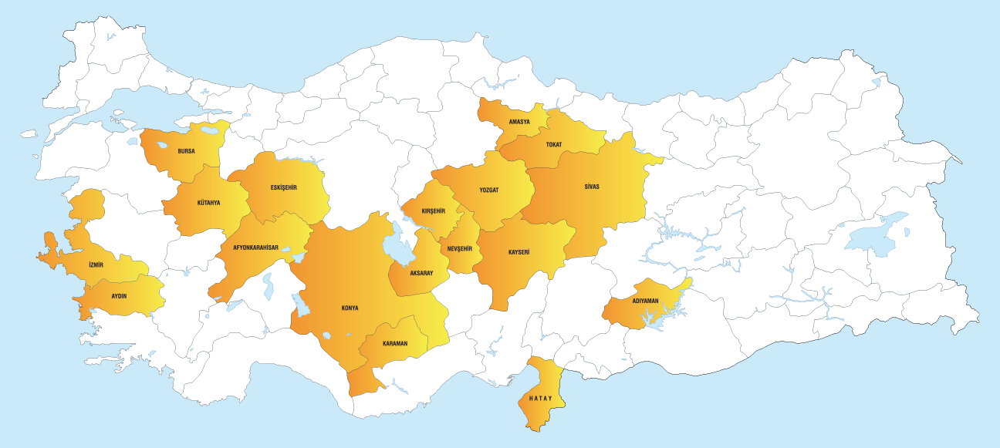 AMASYA
TOKAT
BURSA
ESKİŞEHİR
YOZGAT
SİVAS
KÜTAHYA
KIRŞEHİR
AFYONKARAHİSAR
NEVŞEHİR
KAYSERİ
İZMİR
AKSARAY
AYDIN
ADIYAMAN
KONYA
KARAMAN
HATAY